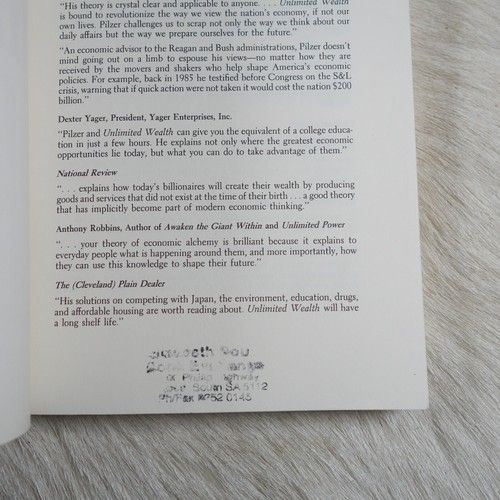 "His theory is crystal clear and applicable to anyone. . . . Unlimited Wealth
is bound to revolutionize the way we view the nation's economy, if not our
own lives. Pilzer challenges us to scrap not only the way we think about our
daily affairs but the way we prepare ourselves for the future."
"An economic advisor to the Reagan and Bush administrations, Pilzer doesn't
mind going out on a limb to espouse his views—no matter how they are
received by the movers and shakers who help shape America's economic
policies. For example, back in 1985 he testified before Congress on the S&L
crisis, warning that if quick action were not taken it would cost the nation $200
billion."
Dexter Yager, President, Yager Enterprises, Inc.
"Pilzer and Unlimited Wealth can give you the equivalent of a college educa-
tion in just a few hours. He explains not only where the greatest economic
opportunities lie today, but what you can do to take advantage of them."
National Review
". . . explains how today's billionaires will create their wealth by producing
goods and services that did not exist at the time of their birth . . . a good theory
that has implicitly become part of modern economic thinking."
Anthony Robbins, Author of Awaken the Giant Within and Unlimited Power
". . . your theory of economic alchemy is brilliant because it explains to
everyday people what is happening around them, and more importantly, how
they can use this knowledge to shape their future."
The (Cleveland) Plain Dealer
"His solutions on competing with Japan, the environment, education, drugs,
and affordable housing are worth reading about. Unlimited Wealth will have
a long shelf life."
South SA 5112
Ph/Fax 0145